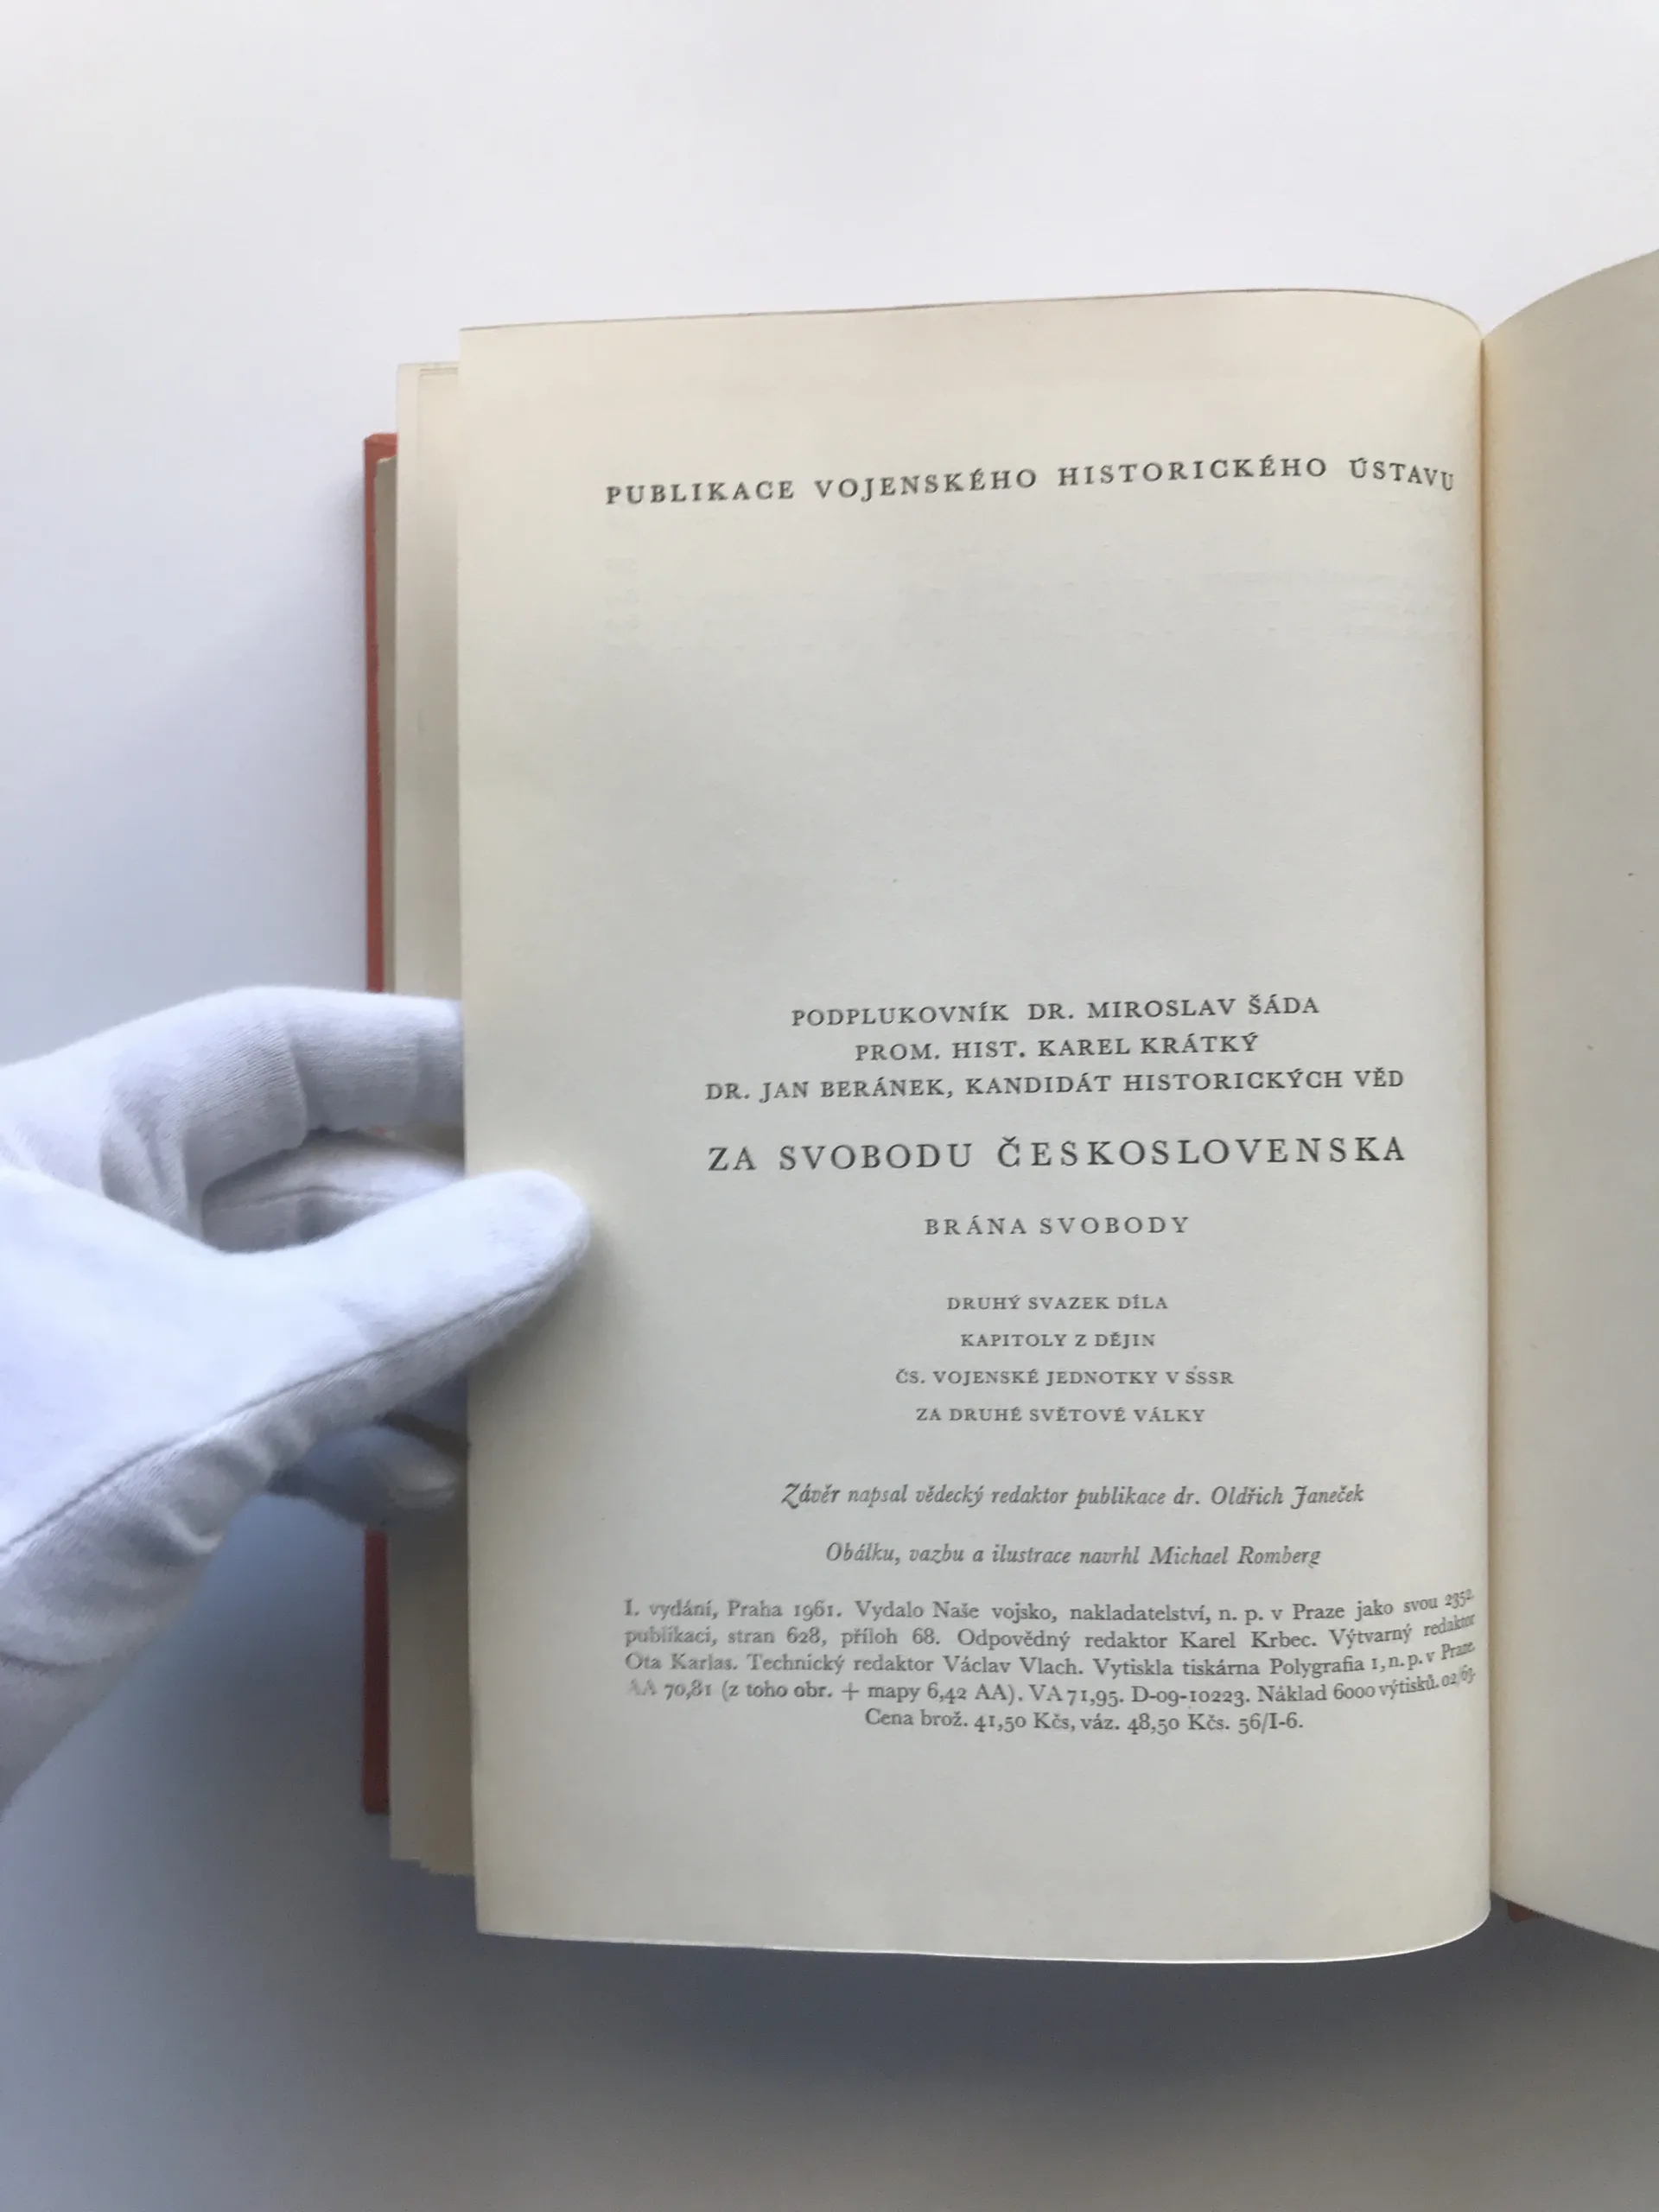 PUBLIKACE VOJENSKÉHO HISTORICKÉHO ÚSTAVU
PODPLUKOVNÍK DR. MIROSLAV ŠÁDA
PROM. HIST. KAREL KRÁTKÝ
DR. JAN BERÁNEK, KANDIDÁT HISTORICKÝCH VĚD
ZA SVOBODU ČESKOSLOVENSKA
BRÁNA SVOBODY
DRUHÝ SVAZEK DÍLA
KAPITOLY Z DĚJIN
ČS. VOJENSKÉ JEDNOTKY V SSSR
ZA DRUHÉ SVĚTOVÉ VÁLKY
Závěr napsal vědecký redaktor publikace dr. Oldřich Janeček
Obálku, vazbu a ilustrace navrhl Michael Romberg
I. vydání, Praha 1961. Vydalo Naše vojsko, nakladatelství, n. p. v Praze jako svou 2352.
publikaci, stran 628, příloh 68. Odpovědný redaktor Karel Krbec. Výtvarný redaktor
Ota Karlas. Technický redaktor Václav Vlach. Vytiskla tiskárna Polygrafia 1, n. p. v Praze.
AA 70,81 (z toho obr. + mapy 6,42 AA). VA 71,95. D-09-10223. Náklad 6000 výtisků.
Cena brož. 41,50 Kčs, váz. 48,50 Kčs. 56/I-6.